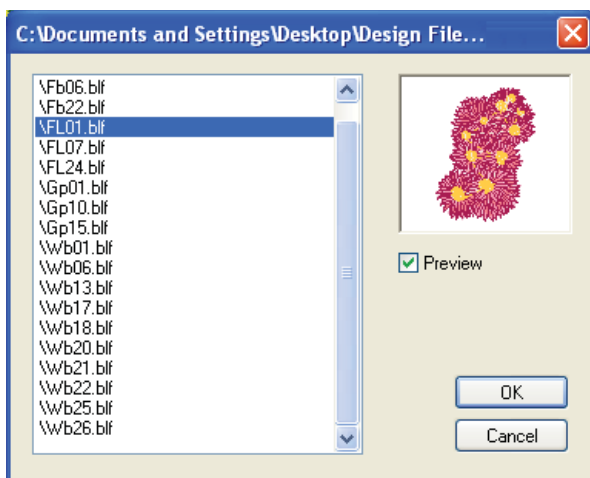 C:\Documents and Settings\Desktop\Design File...
\Fb06.blf
\Fb22.blf
\FL01.blf
\FL07.blf
\FL24.blf
\Gp01.blf
\Gp10.blf
\Gp15.blf
\Wb01.blf
\Wb06.blf
\Wb13.blf
\Wb17.blf
\Wb18.blf
\Wb20.blf
\Wb21.blf
\Wb22.blf
\Wb25.blf
\Wb26.blf
Preview
OK
Cancel